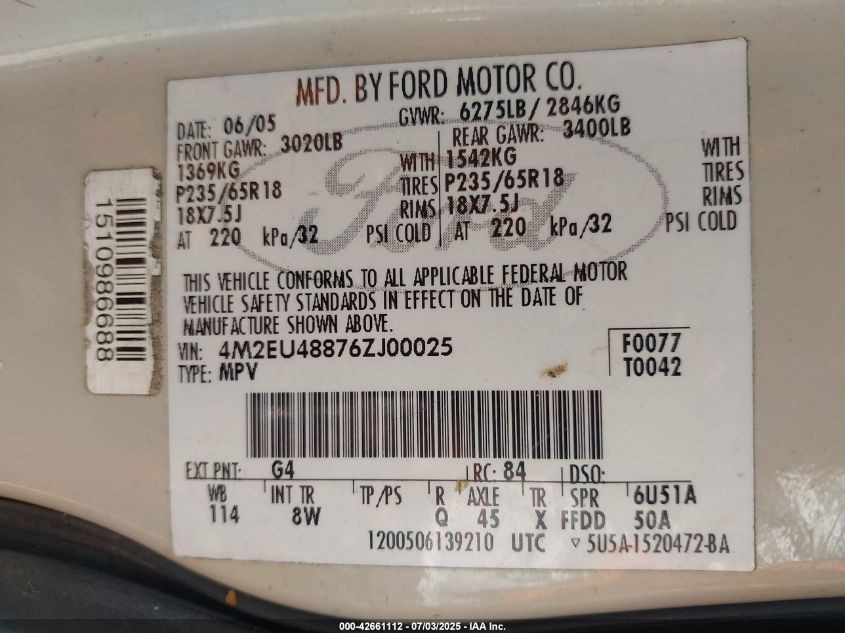 MFD. BY FORD MOTOR CO.
DATE: 06/05 GVWR: 6275LB/ 2846KG
FRONT GAWR: 3020LB REAR GAWR: 3400LB
1369KG WITH 1542KG WITH
P235/65R18 TIRES P235/65R18 TIRES
18X7.5J RIMS 18X7.5J RIMS
AT 220 kPa/32 PSI COLD AT 220 kPa/32 PSI COLD
Ford
THIS VEHICLE CONFORMS TO ALL APPLICABLE FEDERAL MOTOR
VEHICLE SAFETY STANDARDS IN EFFECT ON THE DATE OF
MANUFACTURE SHOWN ABOVE.
VIN: 4M2EU48876ZJ00025 F0077
TYPE: MPV T0042
EXT PNT: G4 RC: 84 DSO:
WB INT TR TP/PS R AXLE TR SPR 6U51A
114 8W Q 45 X FFDD 50A
1200506139210 UTC ▽ 5U5A-1520472-BA
1510986688
000-42661112 - 07/03/2025 - IAA Inc.